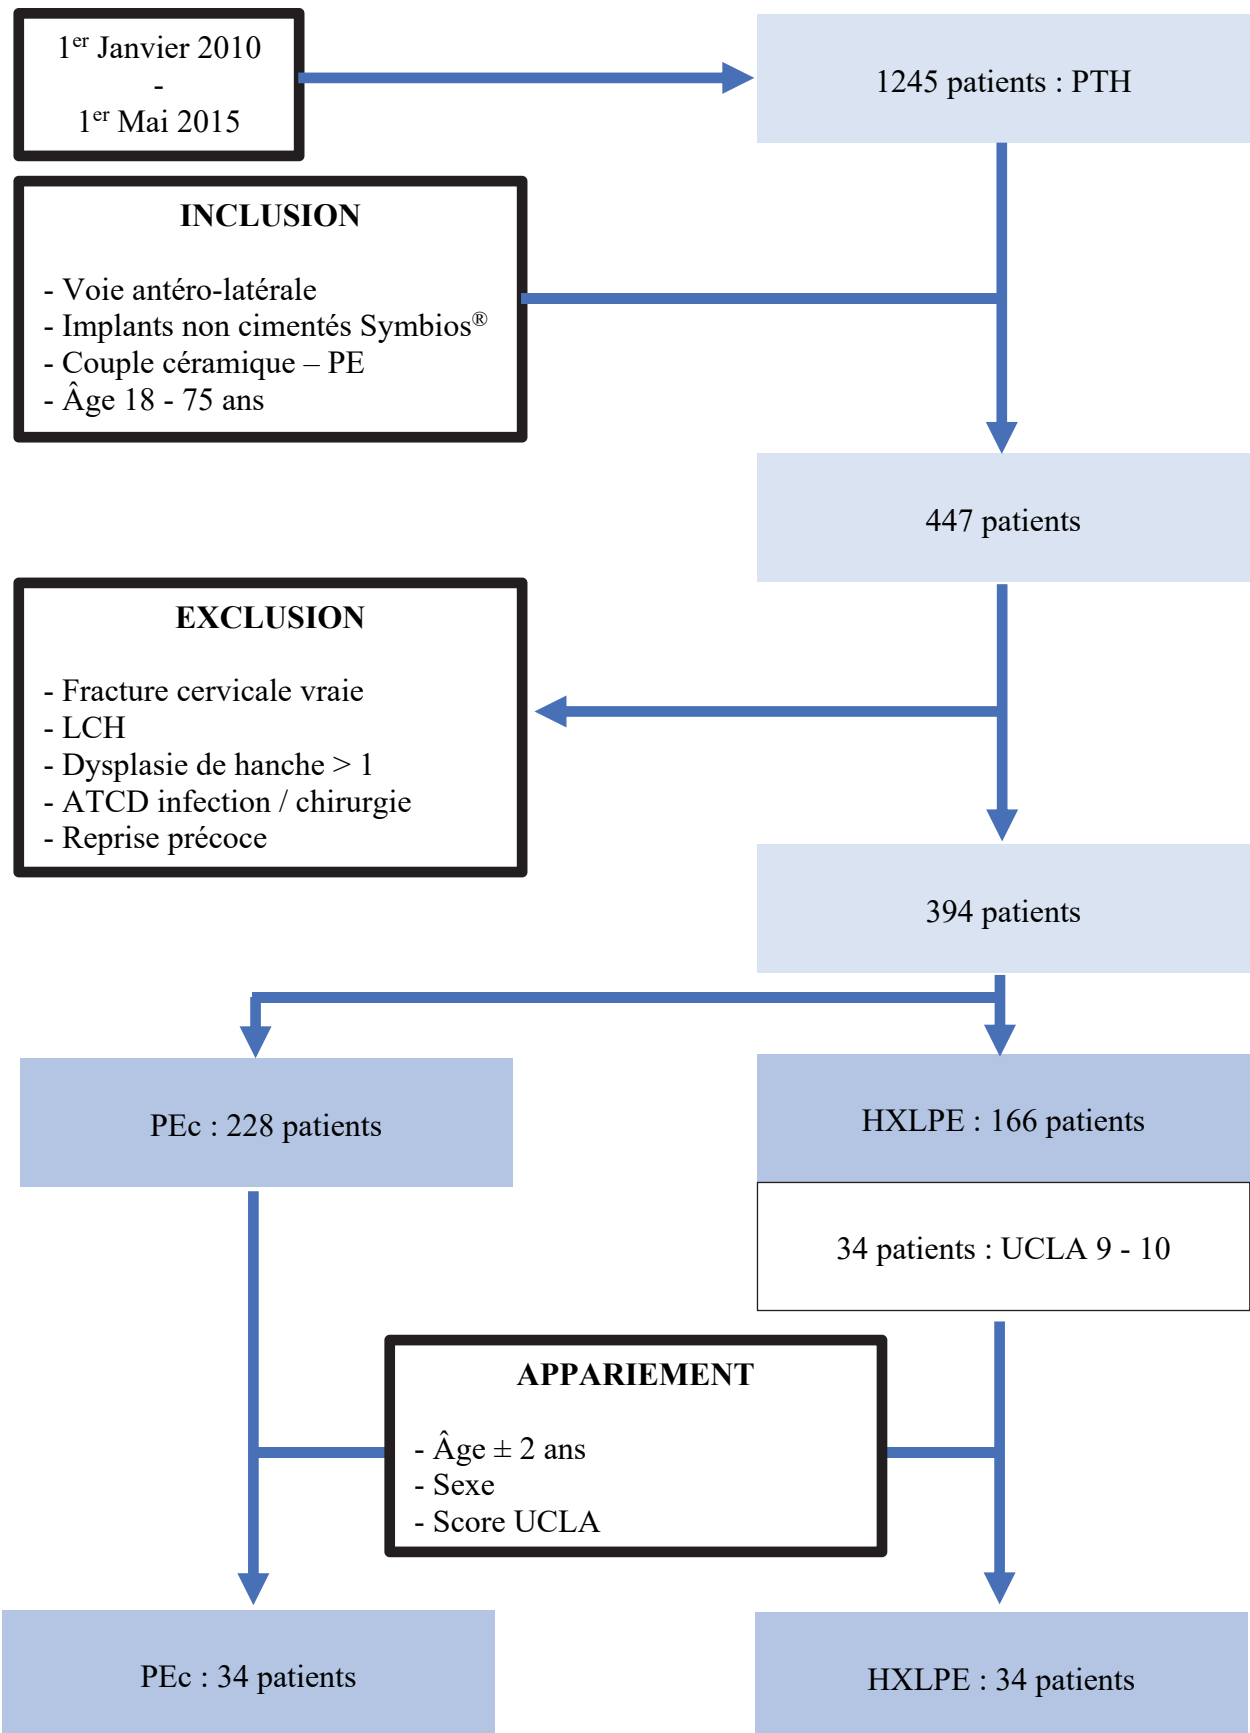 1er Janvier 2010
-
1er Mai 2015
1245 patients : PTH
INCLUSION
- Voie antéro-latérale
- Implants non cimentés Symbios®
- Couple céramique – PE
- Âge 18 - 75 ans
447 patients
EXCLUSION
- Fracture cervicale vraie
- LCH
- Dysplasie de hanche > 1
- ATCD infection / chirurgie
- Reprise précoce
394 patients
PEc : 228 patients
HXLPE : 166 patients
34 patients : UCLA 9 - 10
APPARIEMENT
- Âge ± 2 ans
- Sexe
- Score UCLA
PEc : 34 patients
HXLPE : 34 patients